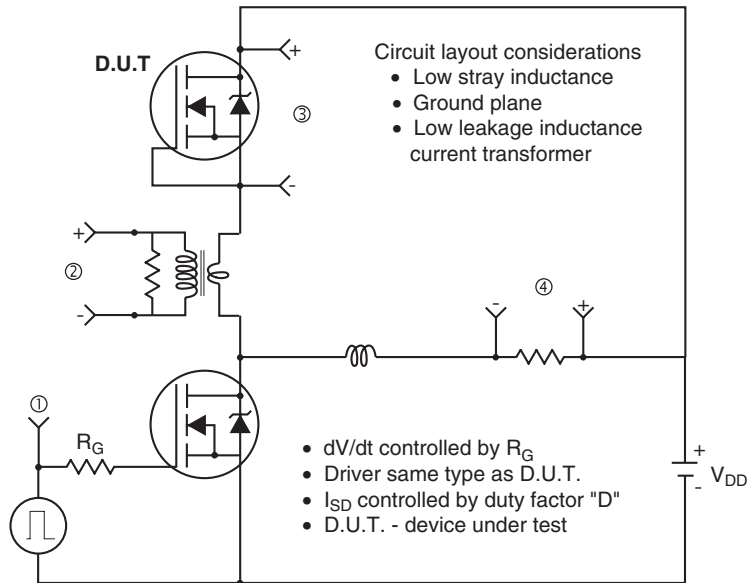 D.U.T
+
③
-
Circuit layout considerations
• Low stray inductance
• Ground plane
• Low leakage inductance
current transformer
+
②
-
-
④
+
①
R_G
• dV/dt controlled by R_G
• Driver same type as D.U.T.
• I_SD controlled by duty factor "D"
• D.U.T. - device under test
+
-
V_DD